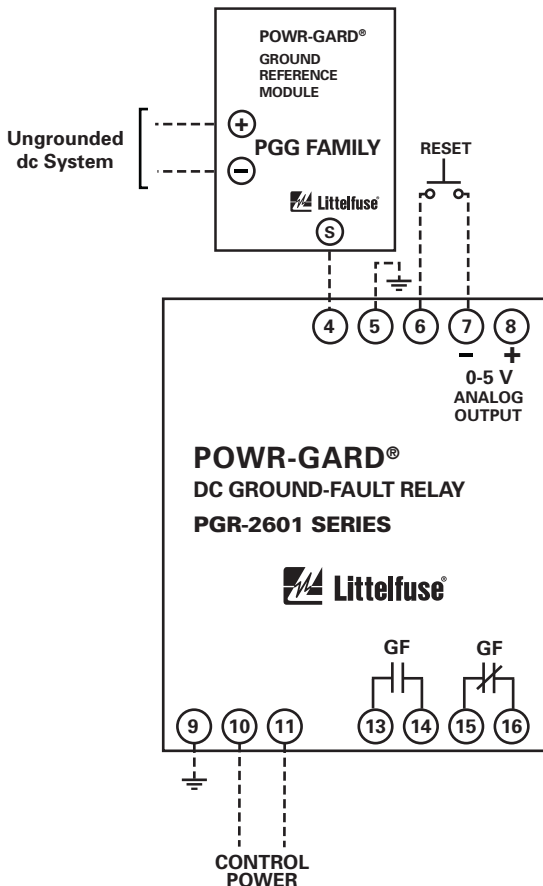 POWR-GARD®
GROUND
REFERENCE
MODULE
Ungrounded
dc System
+
−
PGG FAMILY
RESET
Littelfuse®
S
4
5
6
7
8
−
+
0-5 V
ANALOG
OUTPUT
POWR-GARD®
DC GROUND-FAULT RELAY
PGR-2601 SERIES
Littelfuse®
GF
GF
9
10
11
13
14
15
16
CONTROL
POWER